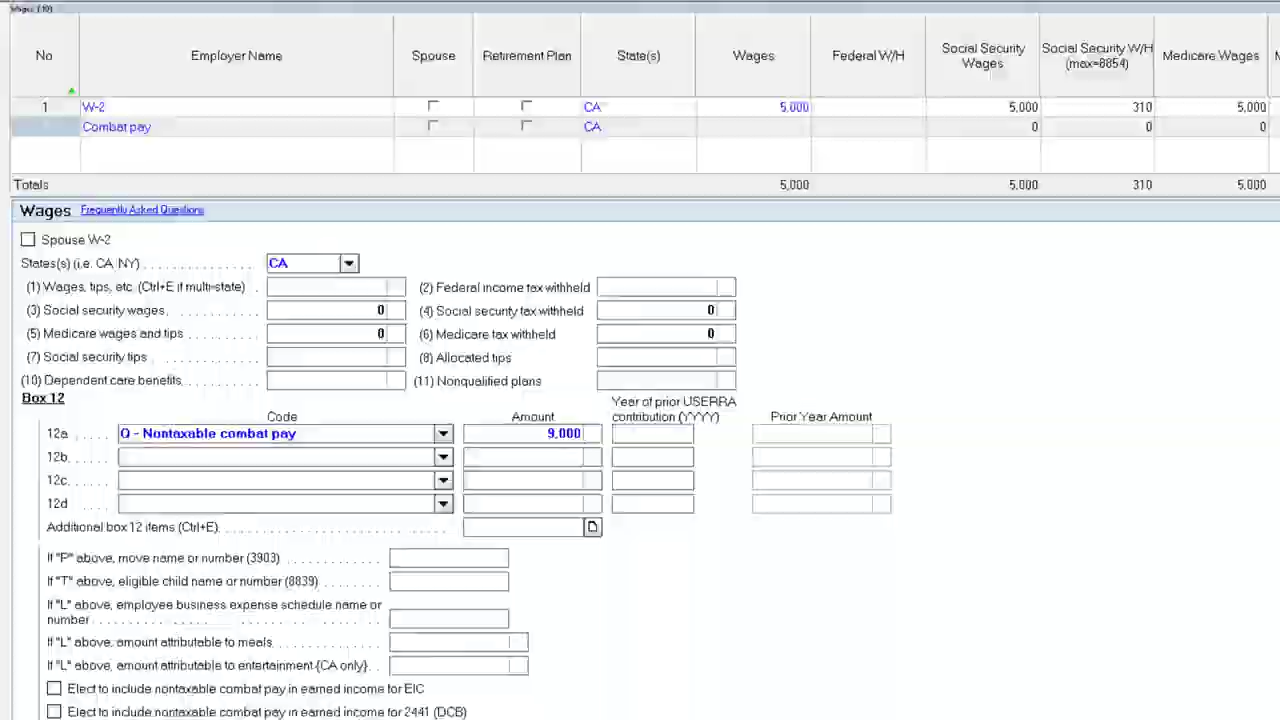 Wages (10)
No Employer Name Spouse Retirement Plan State(s) Wages Federal W/H Social Security Wages Social Security W/H (max=8854) Medicare Wages M
1 W-2 CA 5,000 5,000 310 5,000
Combat pay CA 0 0 0
Totals 5,000 5,000 310 5,000
Wages Frequently Asked Questions
Spouse W-2
States(s) (i.e. CA NY) CA
(1) Wages, tips, etc. (Ctrl+E if multi-state) (2) Federal income tax withheld
(3) Social security wages 0 (4) Social security tax withheld 0
(5) Medicare wages and tips 0 (6) Medicare tax withheld 0
(7) Social security tips (8) Allocated tips
(10) Dependent care benefits (11) Nonqualified plans
Box 12
Code Amount Year of prior USERRA contribution (YYYY) Prior Year Amount
12a Q - Nontaxable combat pay 9,000
12b
12c
12d
Additional box 12 items (Ctrl+E)
If "P" above, move name or number (3903)
If "T" above, eligible child name or number (8839)
If "L" above, employee business expense schedule name or
number
If "L" above, amount attributable to meals
If "L" above, amount attributable to entertainment {CA only}
Elect to include nontaxable combat pay in earned income for EIC
Elect to include nontaxable combat pay in earned income for 2441 (DCB)